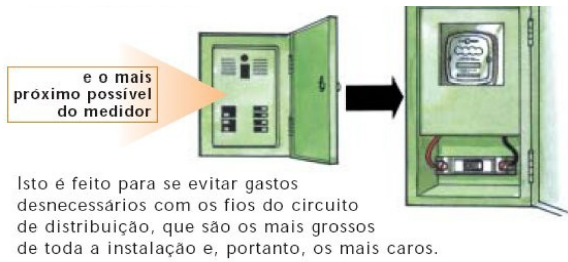 e o mais
próximo possível
do medidor
Isto é feito para se evitar gastos
desnecessários com os fios do circuito
de distribuição, que são os mais grossos
de toda a instalação e, portanto, os mais caros.